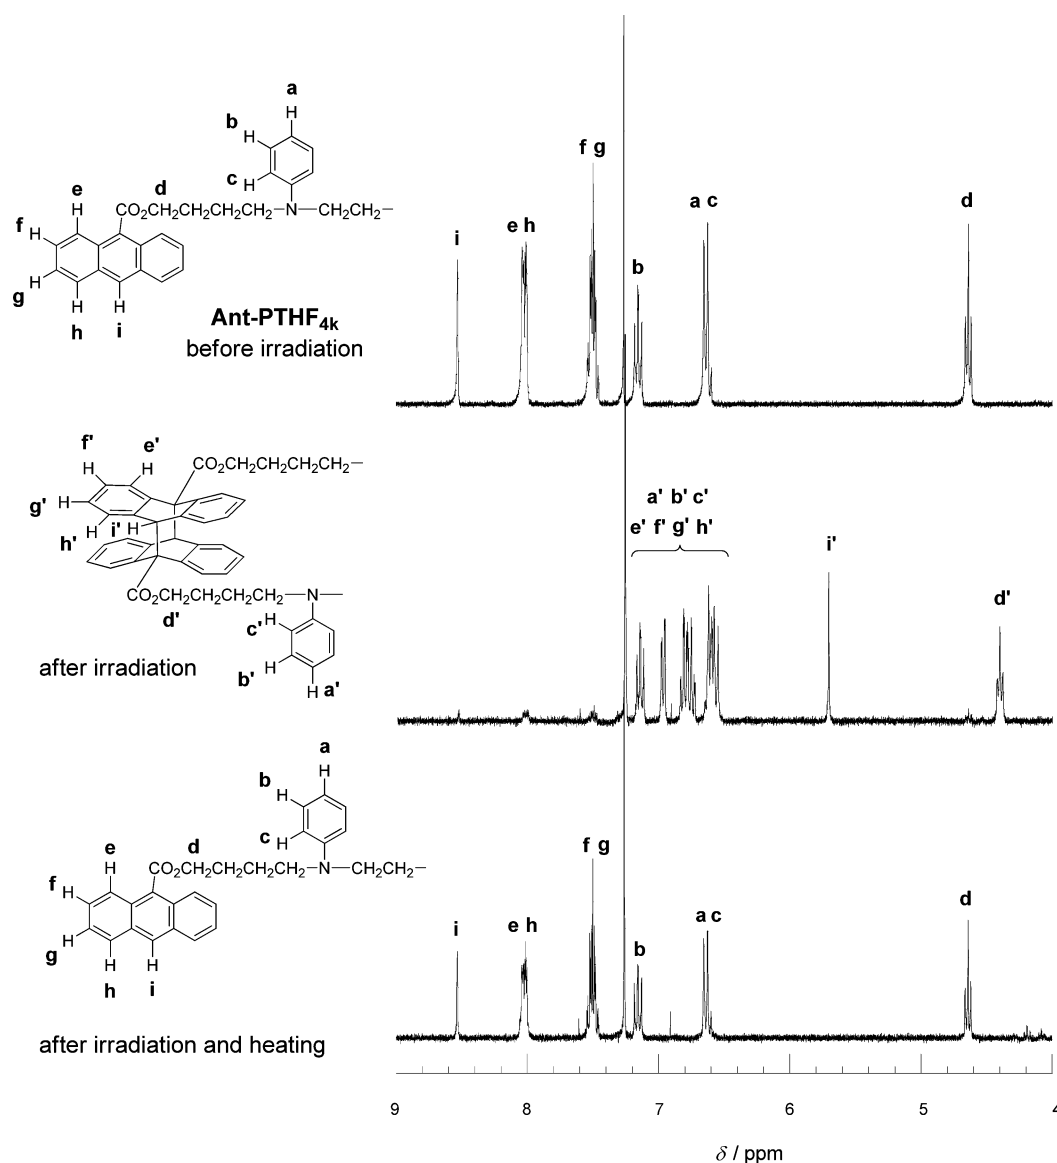 a
H
b
H
c
H
d
CO2CH2CH2CH2CH2 N CH2CH2
e
H
f
H
H
g
H
h
H
i
Ant-PTHF4k
before irradiation
i
e h
f g
b
a c
d
f'
e'
H
H
CO2CH2CH2CH2CH2
g'
H
H
h'
H
i'
CO2CH2CH2CH2CH2 N
d'
c'
H
b'
H
H
a'
after irradiation
a' b' c'
e' f' g' h'
i'
d'
a
H
b
H
c
H
d
CO2CH2CH2CH2CH2 N CH2CH2
e
H
f
H
H
g
H
h
H
i
after irradiation and heating
i
e h
f g
b
a c
d
9 8 7 6 5 4
δ / ppm